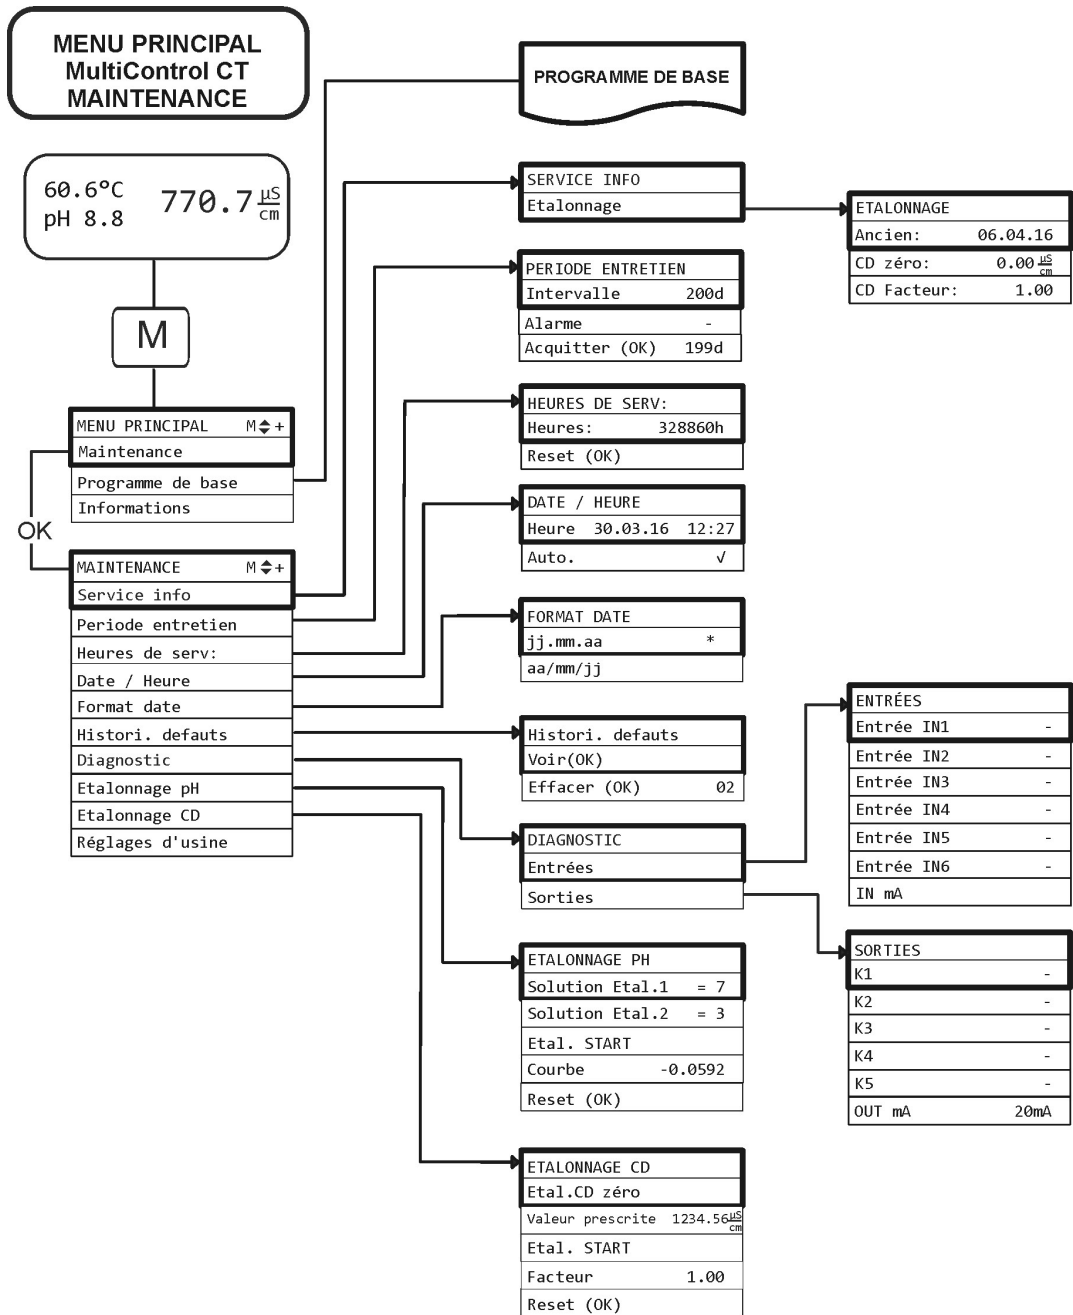 MENU PRINCIPAL
MultiControl CT
MAINTENANCE
60.6°C
pH 8.8
770.7 µS/cm
M
MENU PRINCIPAL M⬍+
Maintenance
Programme de base
Informations
OK
MAINTENANCE M⬍+
Service info
Periode entretien
Heures de serv:
Date / Heure
Format date
Histori. defauts
Diagnostic
Etalonnage pH
Etalonnage CD
Réglages d'usine
PROGRAMME DE BASE
SERVICE INFO
Etalonnage
ETALONNAGE
Ancien: 06.04.16
CD zéro: 0.00 µS/cm
CD Facteur: 1.00
PERIODE ENTRETIEN
Intervalle 200d
Alarme -
Acquitter (OK) 199d
HEURES DE SERV:
Heures: 328860h
Reset (OK)
DATE / HEURE
Heure 30.03.16 12:27
Auto. √
FORMAT DATE
jj.mm.aa *
aa/mm/jj
Histori. defauts
Voir(OK)
Effacer (OK) 02
DIAGNOSTIC
Entrées
Sorties
ENTRÉES
Entrée IN1 -
Entrée IN2 -
Entrée IN3 -
Entrée IN4 -
Entrée IN5 -
Entrée IN6 -
IN mA
SORTIES
K1 -
K2 -
K3 -
K4 -
K5 -
OUT mA 20mA
ETALONNAGE PH
Solution Etal.1 = 7
Solution Etal.2 = 3
Etal. START
Courbe -0.0592
Reset (OK)
ETALONNAGE CD
Etal.CD zéro
Valeur prescrite 1234.56 µS/cm
Etal. START
Facteur 1.00
Reset (OK)